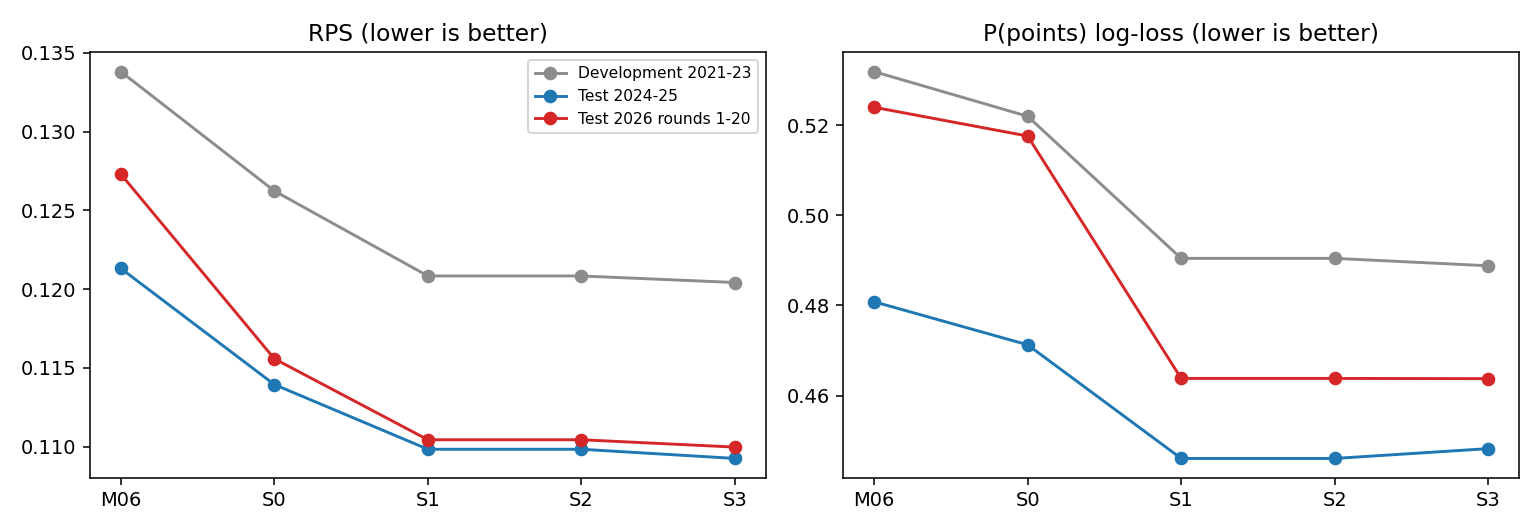 RPS (lower is better)
0.135
0.130
0.125
0.120
0.115
0.110
M06 S0 S1 S2 S3
Development 2021-23
Test 2024-25
Test 2026 rounds 1-20
P(points) log-loss (lower is better)
0.52
0.50
0.48
0.46
M06 S0 S1 S2 S3